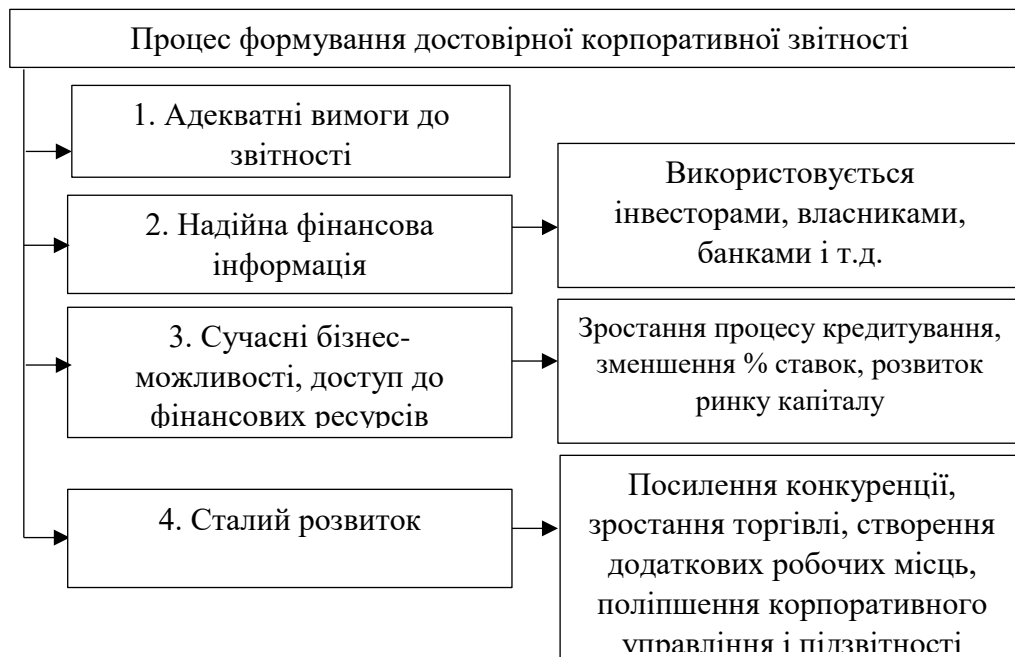 Процес формування достовірної корпоративної звітності
1. Адекватні вимоги до
звітності
2. Надійна фінансова
інформація
Використовується
інвесторами, власниками,
банками і т.д.
3. Сучасні бізнес-
можливості, доступ до
фінансових ресурсів
Зростання процесу кредитування,
зменшення % ставок, розвиток
ринку капіталу
4. Сталий розвиток
Посилення конкуренції,
зростання торгівлі, створення
додаткових робочих місць,
поліпшення корпоративного
управління і підзвітності